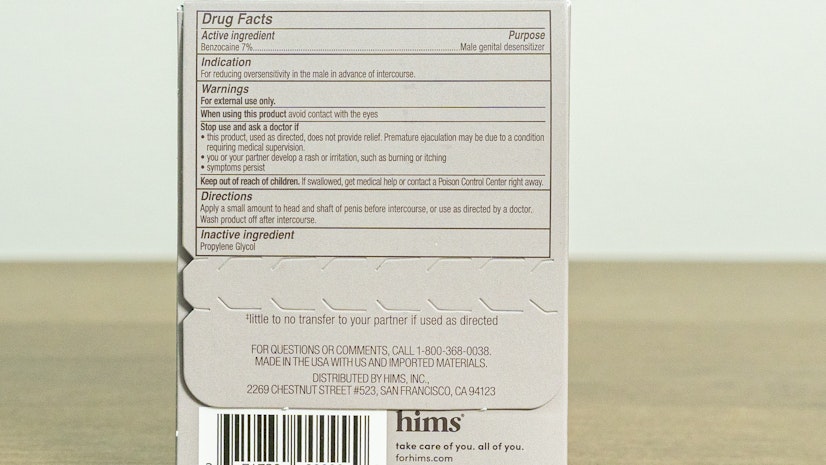 Drug Facts
Active ingredient Purpose
Benzocaine 7%.......................................................... Male genital desensitizer
Indication
For reducing oversensitivity in the male in advance of intercourse.
Warnings
For external use only.
When using this product avoid contact with the eyes
Stop use and ask a doctor if
• this product, used as directed, does not provide relief. Premature ejaculation may be due to a condition
requiring medical supervision.
• you or your partner develop a rash or irritation, such as burning or itching
• symptoms persist
Keep out of reach of children. If swallowed, get medical help or contact a Poison Control Center right away.
Directions
Apply a small amount to head and shaft of penis before intercourse, or use as directed by a doctor.
Wash product off after intercourse.
Inactive ingredient
Propylene Glycol
‡little to no transfer to your partner if used as directed
FOR QUESTIONS OR COMMENTS, CALL 1-800-368-0038.
MADE IN THE USA WITH US AND IMPORTED MATERIALS.
DISTRIBUTED BY HIMS, INC.,
2269 CHESTNUT STREET #523, SAN FRANCISCO, CA 94123
hims®
take care of you. all of you.
forhims.com